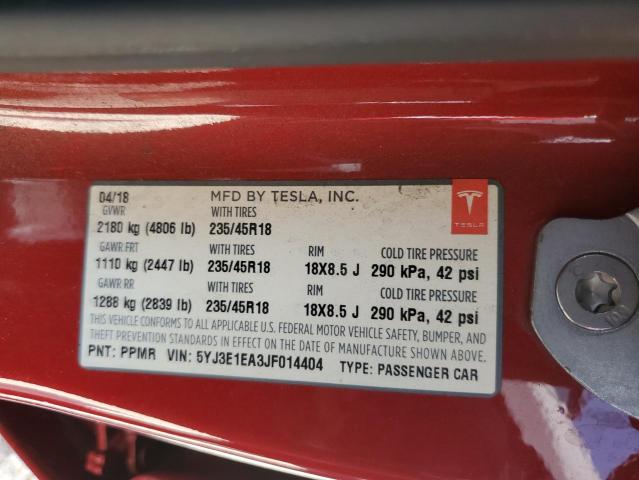 04/18 MFD BY TESLA, INC.
GVWR WITH TIRES
2180 kg (4806 lb) 235/45R18
TESLA
GAWR FRT WITH TIRES RIM COLD TIRE PRESSURE
1110 kg (2447 lb) 235/45R18 18X8.5 J 290 kPa, 42 psi
GAWR RR WITH TIRES RIM COLD TIRE PRESSURE
1288 kg (2839 lb) 235/45R18 18X8.5 J 290 kPa, 42 psi
THIS VEHICLE CONFORMS TO ALL APPLICABLE U.S. FEDERAL MOTOR VEHICLE SAFETY, BUMPER, AND
THEFT PREVENTION STANDARDS IN EFFECT ON THE DATE OF MANUFACTURE SHOWN ABOVE.
PNT: PPMR VIN: 5YJ3E1EA3JF014404 TYPE: PASSENGER CAR